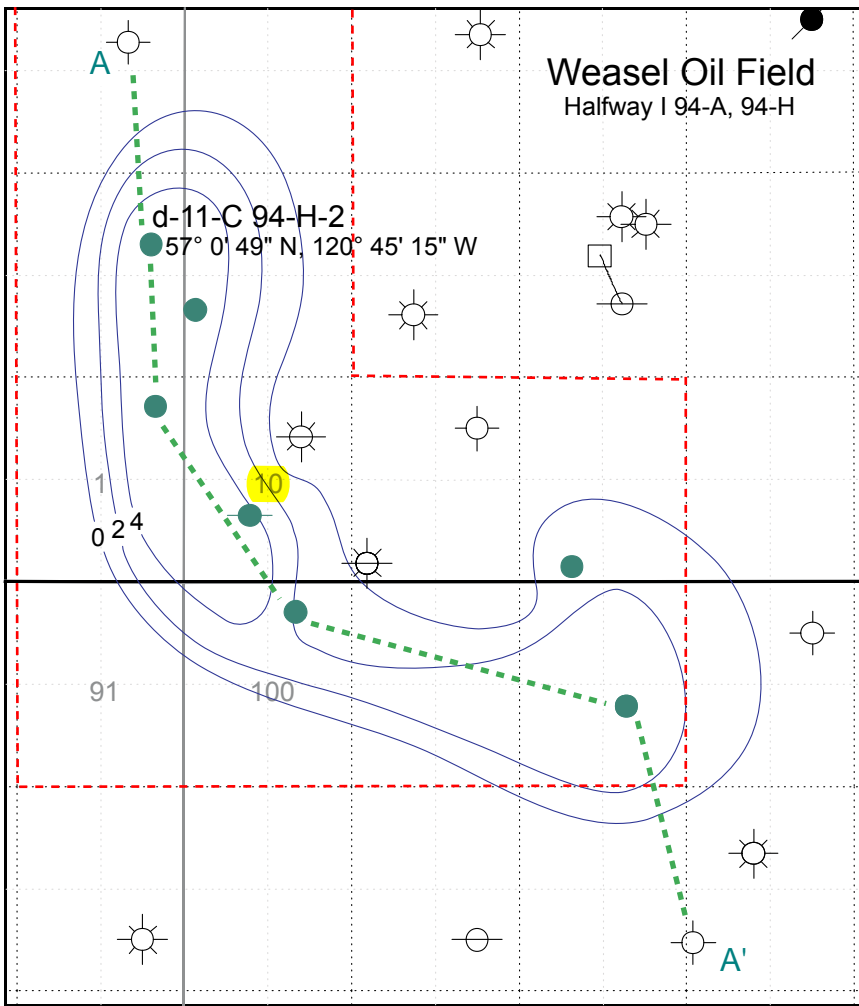 A
Weasel Oil Field
Halfway I 94-A, 94-H
d-11-C 94-H-2
57° 0' 49" N, 120° 45' 15" W
1
10
0 2 4
91
100
A'